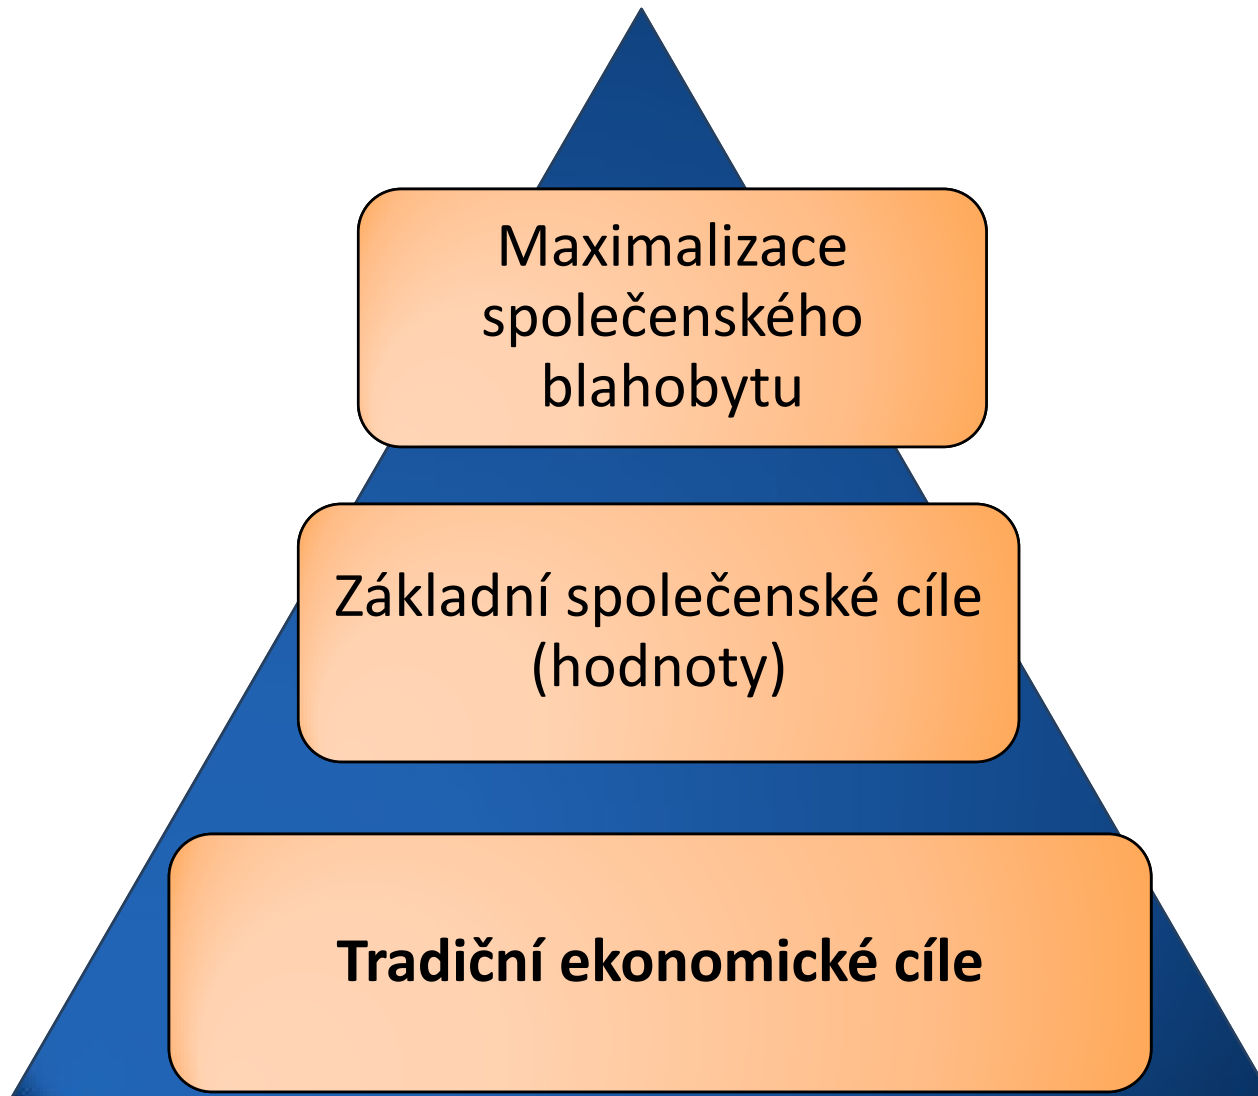 Maximalizace
společenského
blahobytu
Základní společenské cíle
(hodnoty)
Tradiční ekonomické cíle